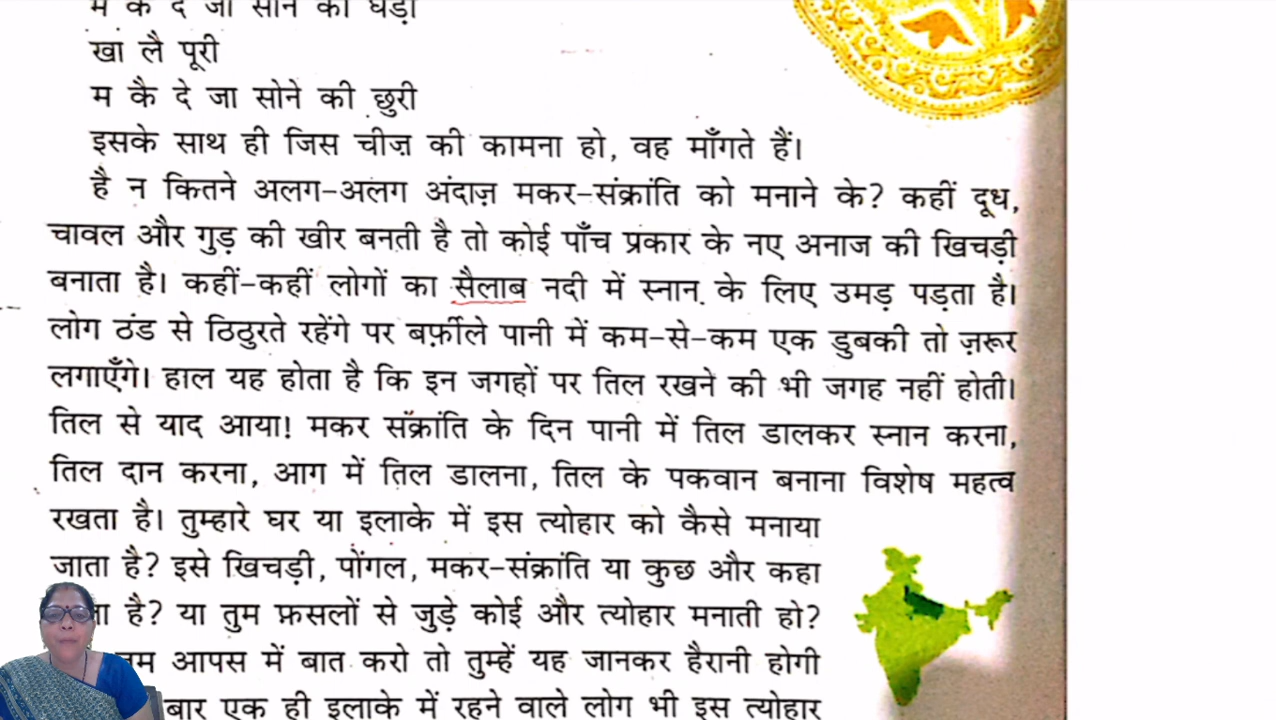 म कै दे जा सोने का घड़ा
खा लै पूरी
म कै दे जा सोने की छुरी
इसके साथ ही जिस चीज़ की कामना हो, वह माँगते हैं।
है न कितने अलग-अलग अंदाज़ मकर-संक्रांति को मनाने के? कहीं दूध,
चावल और गुड़ की खीर बनती है तो कोई पाँच प्रकार के नए अनाज की खिचड़ी
बनाता है। कहीं-कहीं लोगों का सैलाब नदी में स्नान के लिए उमड़ पड़ता है।
लोग ठंड से ठिठुरते रहेंगे पर बर्फ़ीले पानी में कम-से-कम एक डुबकी तो ज़रूर
लगाएँगे। हाल यह होता है कि इन जगहों पर तिल रखने की भी जगह नहीं होती।
तिल से याद आया! मकर संक्रांति के दिन पानी में तिल डालकर स्नान करना,
तिल दान करना, आग में तिल डालना, तिल के पकवान बनाना विशेष महत्व
रखता है। तुम्हारे घर या इलाके में इस त्योहार को कैसे मनाया
जाता है? इसे खिचड़ी, पोंगल, मकर-संक्रांति या कुछ और कहा
है? या तुम फ़सलों से जुड़े कोई और त्योहार मनाती हो?
आपस में बात करो तो तुम्हें यह जानकर हैरानी होगी
बार एक ही इलाके में रहने वाले लोग भी इस त्योहार